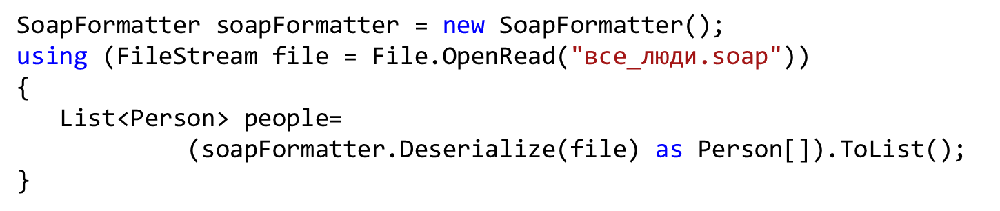 SoapFormatter soapFormatter = new SoapFormatter();
using (FileStream file = File.OpenRead("все_люди.soap"))
{
   List<Person> people=
            (soapFormatter.Deserialize(file) as Person[]).ToList();
}